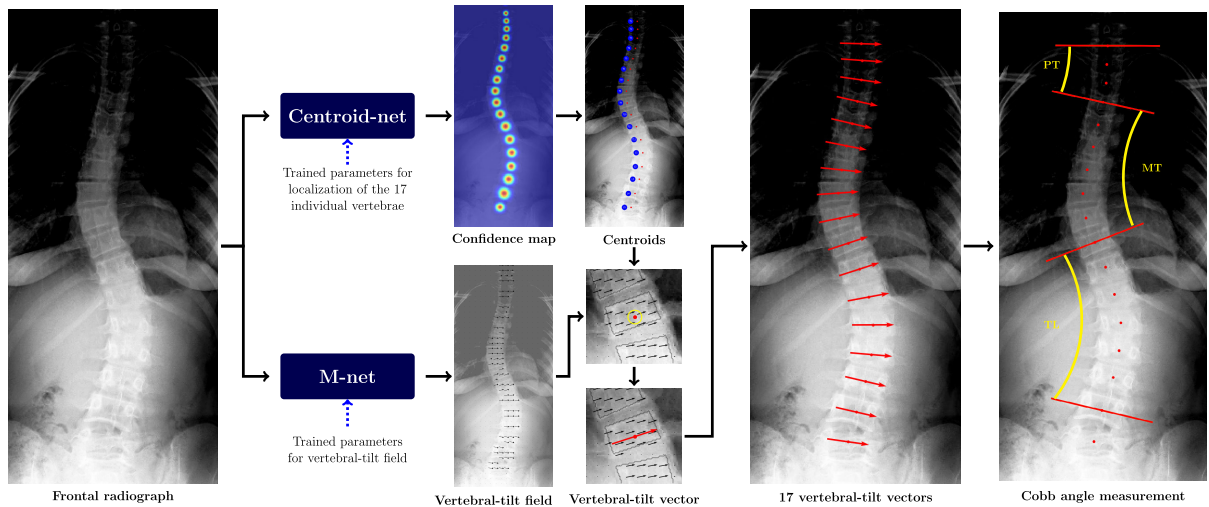 Centroid-net
Trained parameters for
localization of the 17
individual vertebrae
Confidence map
Centroids
M-net
Trained parameters
for vertebral-tilt field
Frontal radiograph
Vertebral-tilt field
Vertebral-tilt vector
17 vertebral-tilt vectors
PT
MT
TL
Cobb angle measurement